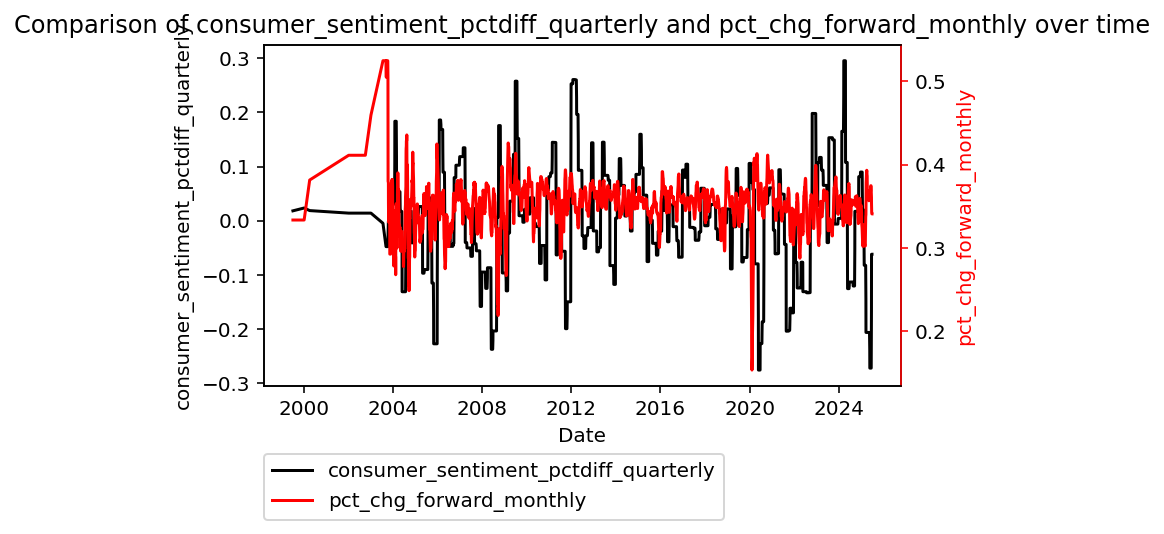 Comparison of consumer_sentiment_pctdiff_quarterly and pct_chg_forward_monthly over time
consumer_sentiment_pctdiff_quarterly
0.3
0.2
0.1
0.0
−0.1
−0.2
−0.3
2000 2004 2008 2012 2016 2020 2024
Date
0.5
0.4
0.3
0.2
pct_chg_forward_monthly
consumer_sentiment_pctdiff_quarterly
pct_chg_forward_monthly